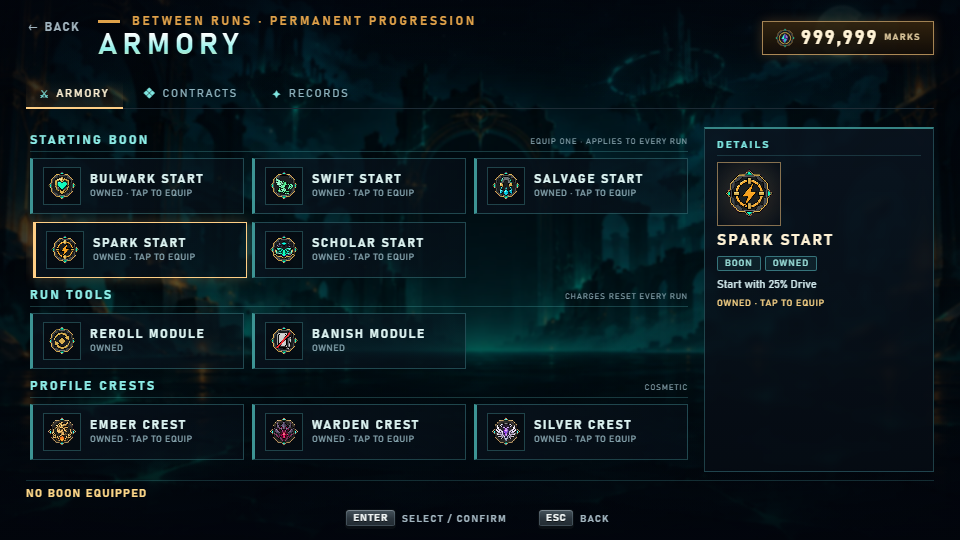 ← BACK
BETWEEN RUNS · PERMANENT PROGRESSION
ARMORY
999,999 MARKS
ARMORY
CONTRACTS
RECORDS
STARTING BOON
EQUIP ONE · APPLIES TO EVERY RUN
BULWARK START
OWNED · TAP TO EQUIP
SWIFT START
OWNED · TAP TO EQUIP
SALVAGE START
OWNED · TAP TO EQUIP
SPARK START
OWNED · TAP TO EQUIP
SCHOLAR START
OWNED · TAP TO EQUIP
RUN TOOLS
CHARGES RESET EVERY RUN
REROLL MODULE
OWNED
BANISH MODULE
OWNED
PROFILE CRESTS
COSMETIC
EMBER CREST
OWNED · TAP TO EQUIP
WARDEN CREST
OWNED · TAP TO EQUIP
SILVER CREST
OWNED · TAP TO EQUIP
DETAILS
SPARK START
BOON OWNED
Start with 25% Drive
OWNED · TAP TO EQUIP
NO BOON EQUIPPED
ENTER SELECT / CONFIRM
ESC BACK